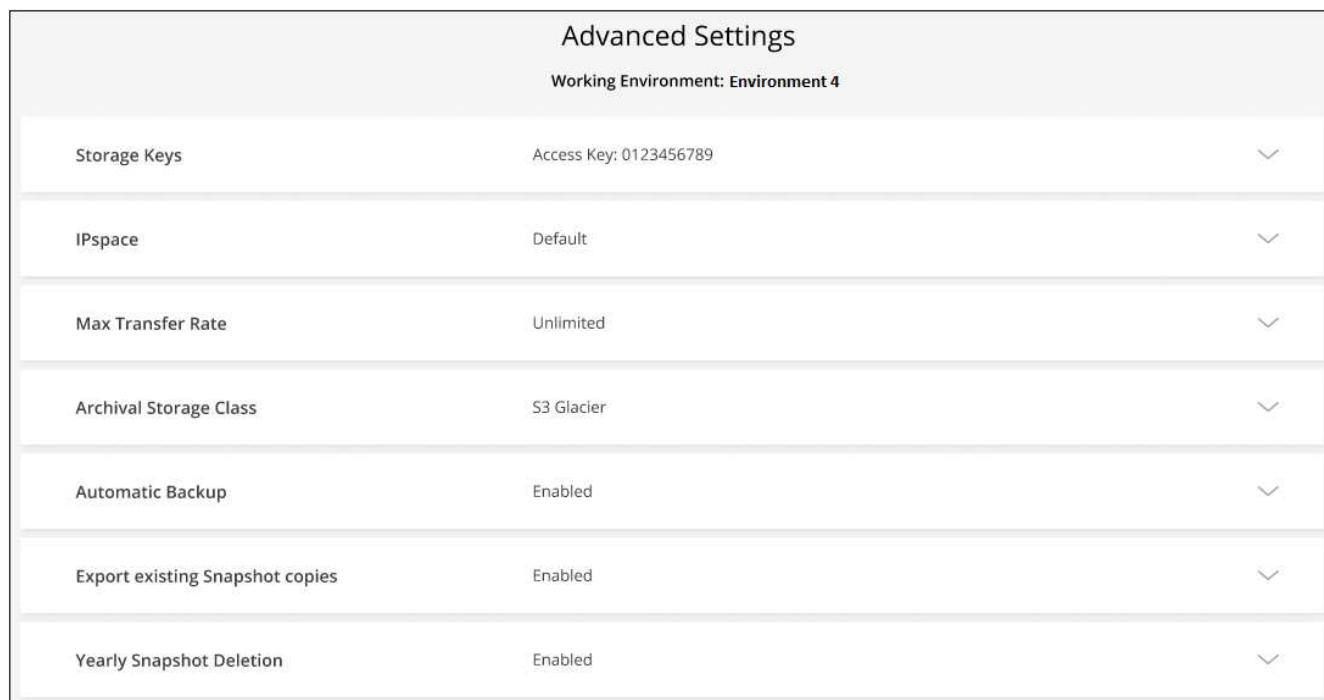 Advanced Settings
Working Environment: Environment 4
Storage Keys Access Key: 0123456789
IPspace Default
Max Transfer Rate Unlimited
Archival Storage Class S3 Glacier
Automatic Backup Enabled
Export existing Snapshot copies Enabled
Yearly Snapshot Deletion Enabled